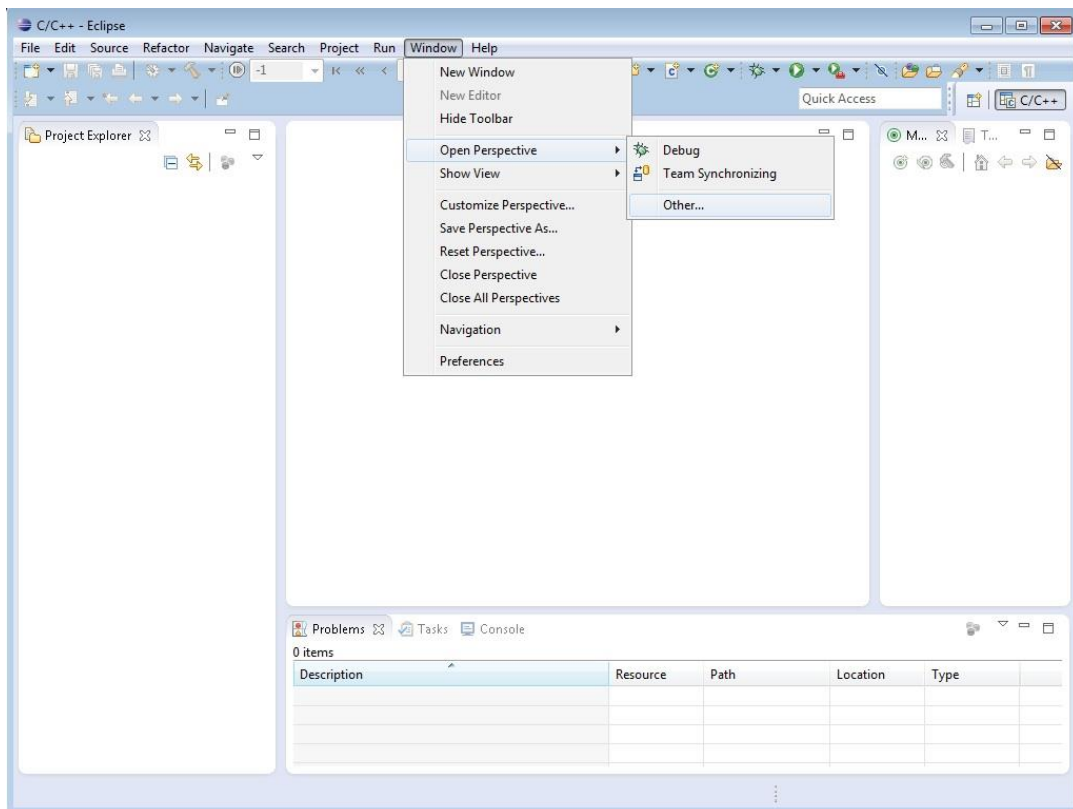 C/C++ - Eclipse
File Edit Source Refactor Navigate Search Project Run Window Help
-1
Quick Access
C/C++
New Window
New Editor
Hide Toolbar
Open Perspective
Show View
Customize Perspective...
Save Perspective As...
Reset Perspective...
Close Perspective
Close All Perspectives
Navigation
Preferences
Debug
Team Synchronizing
Other...
Project Explorer
M... T...
Problems Tasks Console
0 items
Description Resource Path Location Type